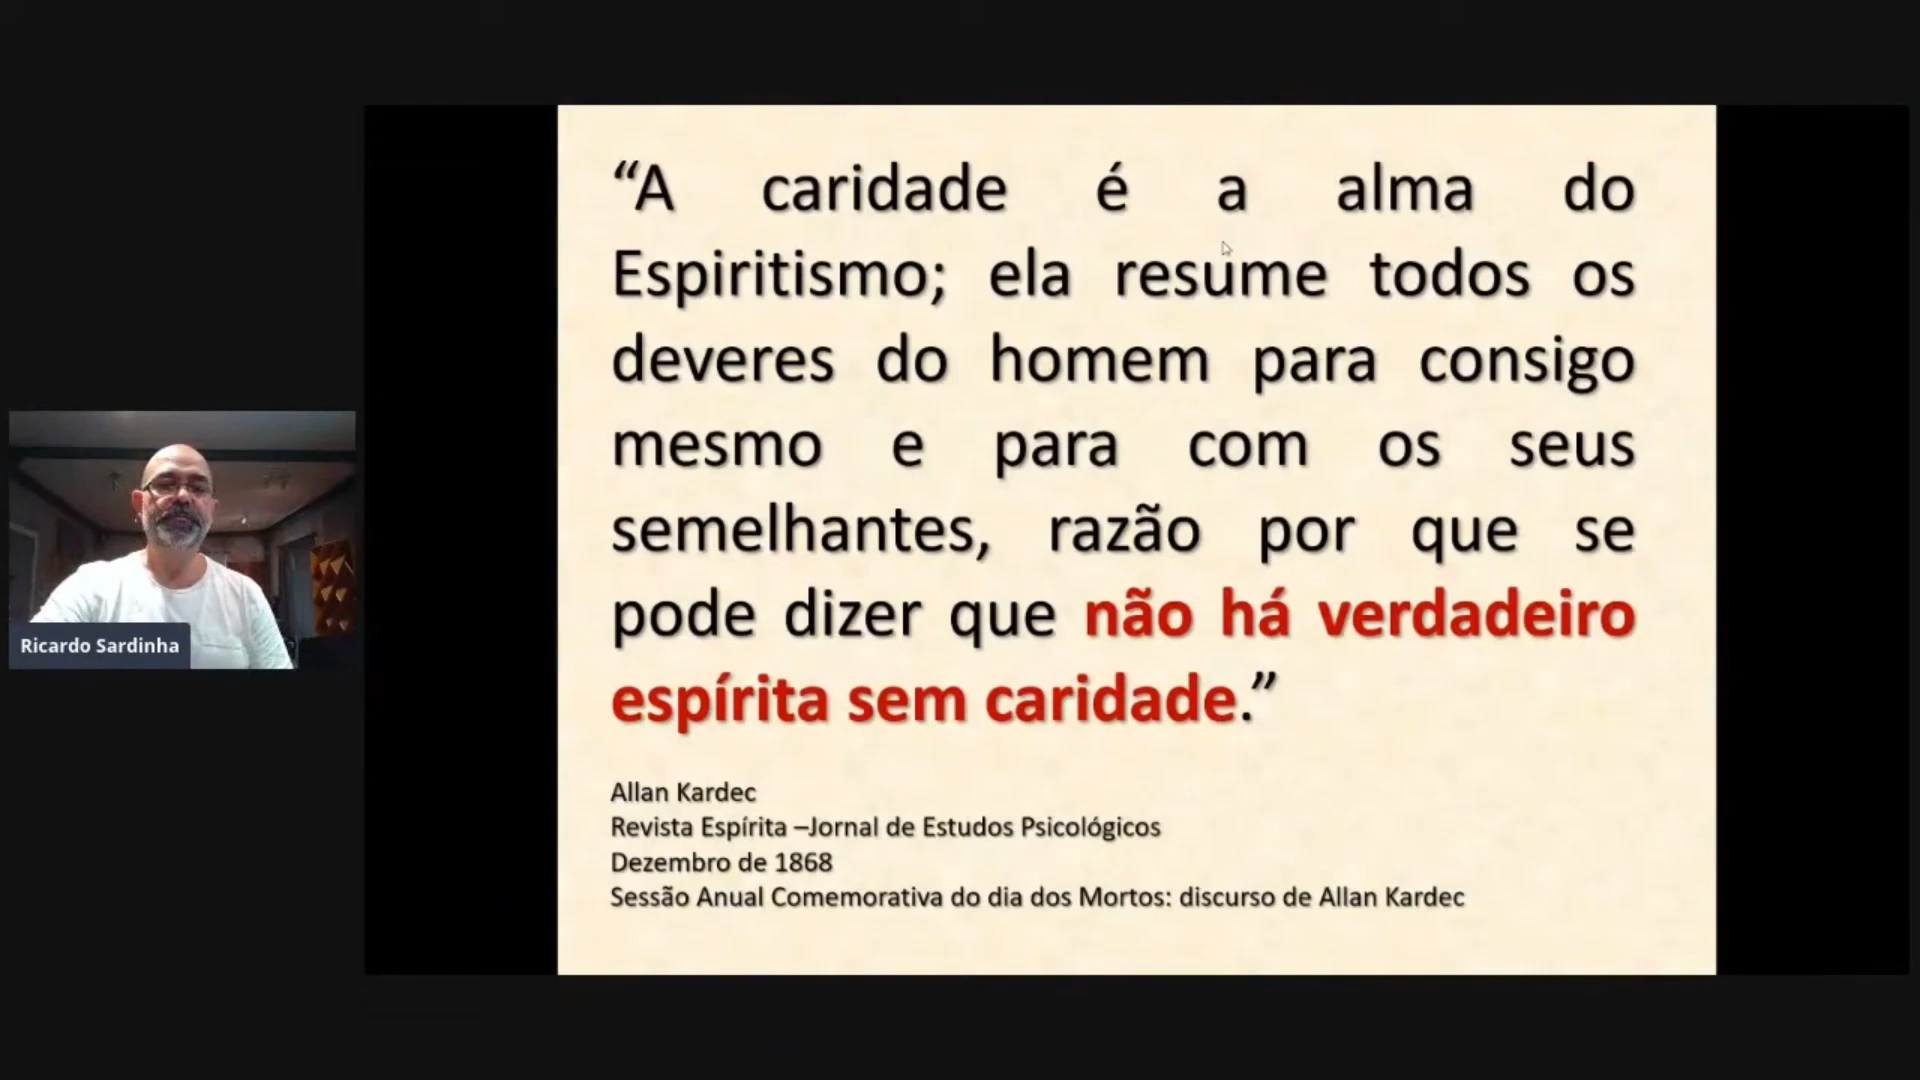 “A caridade é a alma do
Espiritismo; ela resume todos os
deveres do homem para consigo
mesmo e para com os seus
semelhantes, razão por que se
pode dizer que não há verdadeiro
espírita sem caridade.”
Allan Kardec
Revista Espírita –Jornal de Estudos Psicológicos
Dezembro de 1868
Sessão Anual Comemorativa do dia dos Mortos: discurso de Allan Kardec
Ricardo Sardinha